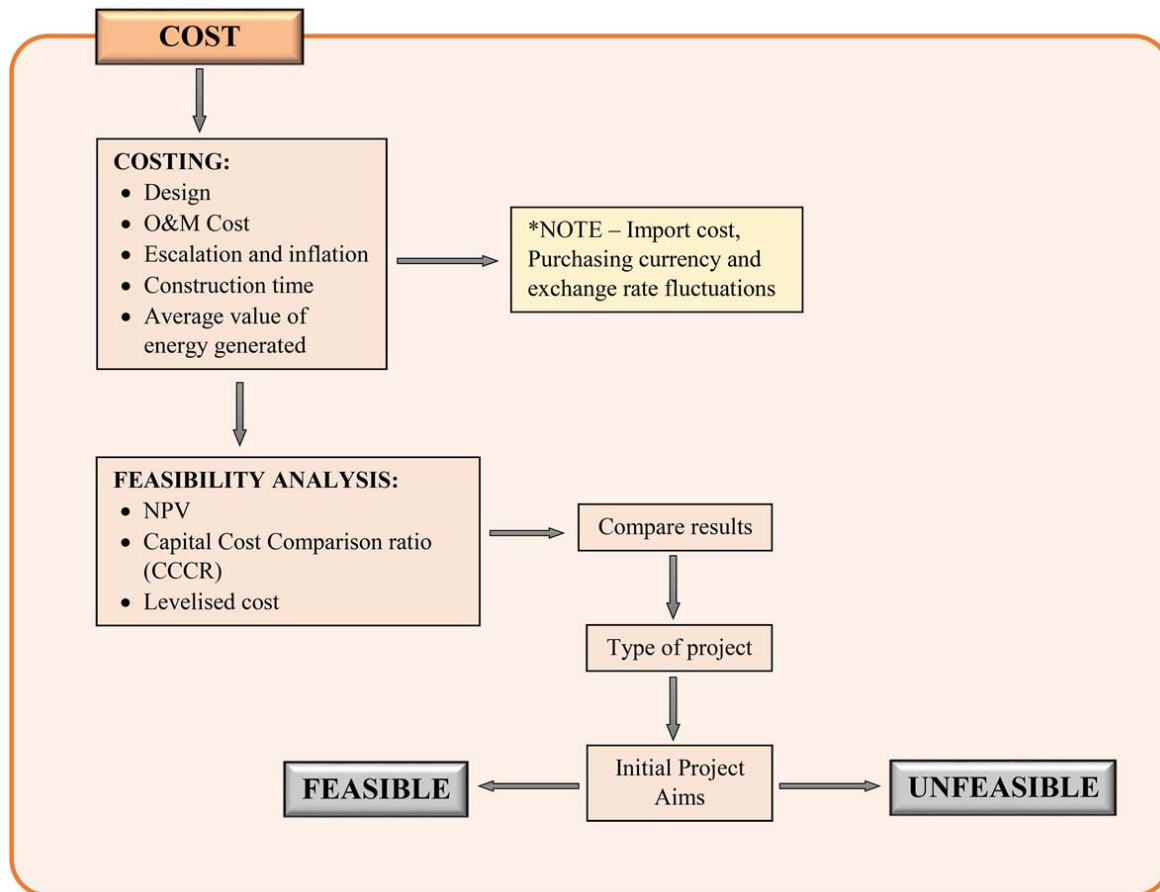 COST
COSTING:
• Design
• O&M Cost
• Escalation and inflation
• Construction time
• Average value of
energy generated
*NOTE – Import cost,
Purchasing currency and
exchange rate fluctuations
FEASIBILITY ANALYSIS:
• NPV
• Capital Cost Comparison ratio
(CCCR)
• Levelised cost
Compare results
Type of project
Initial Project
Aims
FEASIBLE
UNFEASIBLE